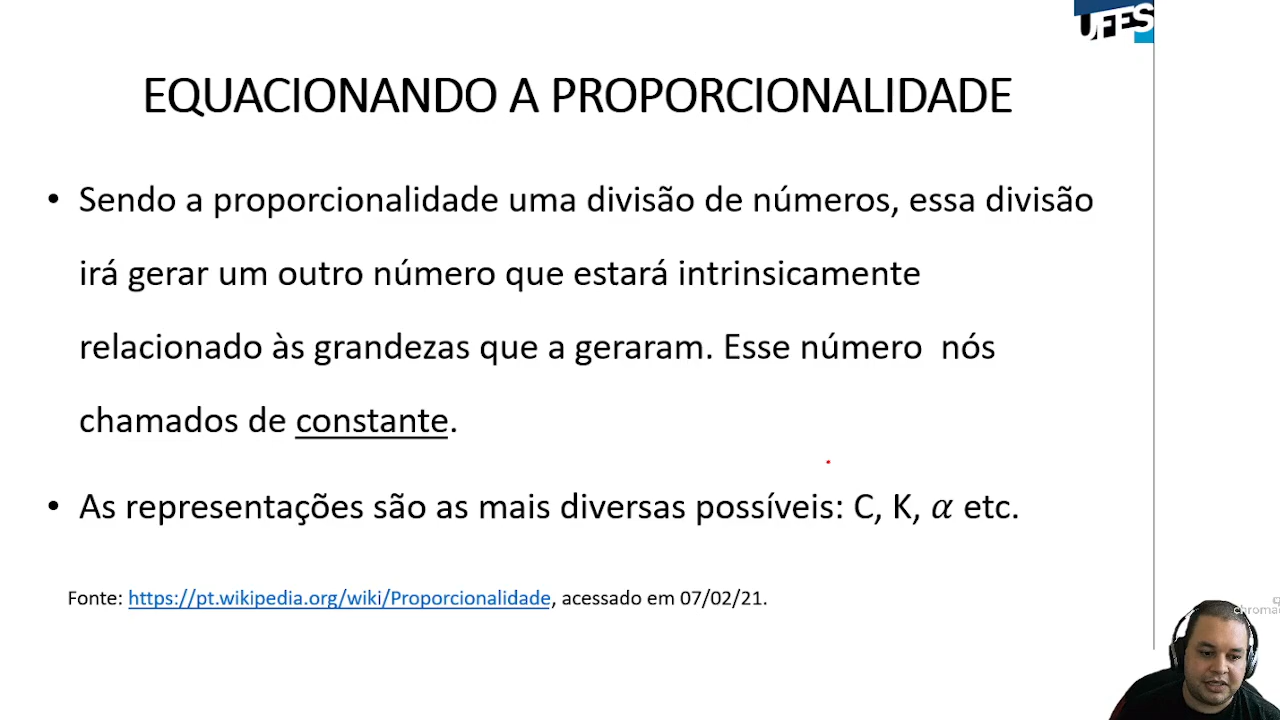 UFES
EQUACIONANDO A PROPORCIONALIDADE
• Sendo a proporcionalidade uma divisão de números, essa divisão
irá gerar um outro número que estará intrinsicamente
relacionado às grandezas que a geraram. Esse número nós
chamados de constante.
• As representações são as mais diversas possíveis: C, K, 𝛼 etc.
Fonte: https://pt.wikipedia.org/wiki/Proporcionalidade, acessado em 07/02/21.